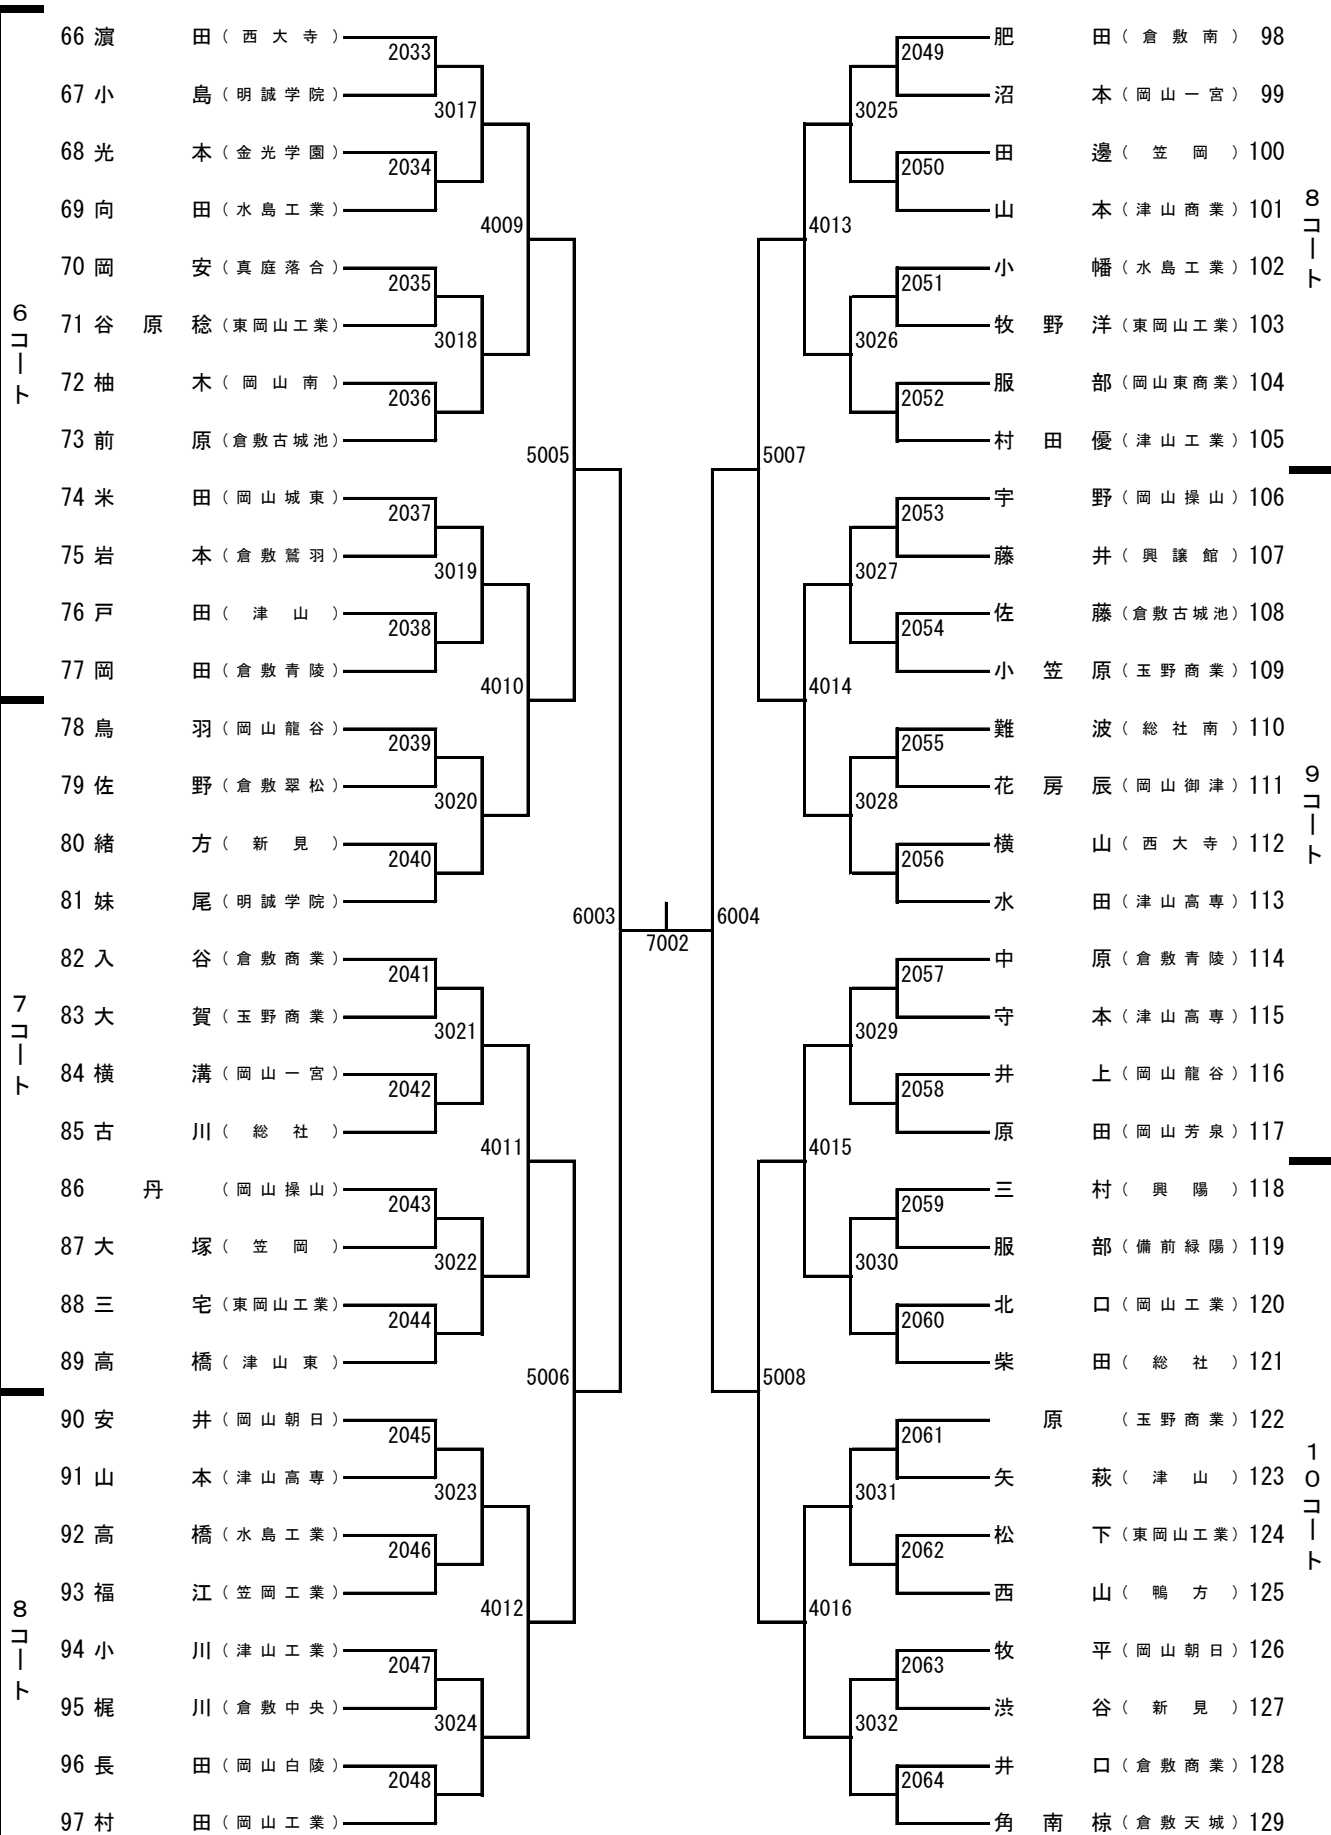 66 濵 田 (西大寺)
2033
67 小 島 (明誠学院)
3017
68 光 本 (金光学園)
2034
69 向 田 (水島工業)
4009
70 岡 安 (真庭落合)
2035
71 谷 原 稔 (東岡山工業)
3018
72 柚 木 (岡山南)
2036
73 前 原 (倉敷古城池)
5005
74 米 田 (岡山城東)
2037
75 岩 本 (倉敷鷲羽)
3019
76 戸 田 (津山)
2038
77 岡 田 (倉敷青陵)
4010
78 鳥 羽 (岡山龍谷)
2039
79 佐 野 (倉敷翠松)
3020
80 緒 方 (新見)
2040
81 妹 尾 (明誠学院)
6003
82 入 谷 (倉敷商業)
2041
83 大 賀 (玉野商業)
3021
84 横 溝 (岡山一宮)
2042
85 古 川 (総社)
4011
86 丹 (岡山操山)
2043
87 大 塚 (笠岡)
3022
88 三 宅 (東岡山工業)
2044
89 高 橋 (津山東)
5006
90 安 井 (岡山朝日)
2045
91 山 本 (津山高専)
3023
92 高 橋 (水島工業)
2046
93 福 江 (笠岡工業)
4012
94 小 川 (津山工業)
2047
95 梶 川 (倉敷中央)
3024
96 長 田 (岡山白陵)
2048
97 村 田 (岡山工業)
6コート
7コート
8コート
7002
肥 田 (倉敷南) 98
2049
沼 本 (岡山一宮) 99
3025
田 邊 (笠岡) 100
2050
山 本 (津山商業) 101
4013
小 幡 (水島工業) 102
2051
牧 野 洋 (東岡山工業) 103
3026
服 部 (岡山東商業) 104
2052
村 田 優 (津山工業) 105
5007
宇 野 (岡山操山) 106
2053
藤 井 (興譲館) 107
3027
佐 藤 (倉敷古城池) 108
2054
小 笠 原 (玉野商業) 109
4014
難 波 (総社南) 110
2055
花 房 辰 (岡山御津) 111
3028
横 山 (西大寺) 112
2056
水 田 (津山高専) 113
6004
中 原 (倉敷青陵) 114
2057
守 本 (津山高専) 115
3029
井 上 (岡山龍谷) 116
2058
原 田 (岡山芳泉) 117
4015
三 村 (興陽) 118
2059
服 部 (備前緑陽) 119
3030
北 口 (岡山工業) 120
2060
柴 田 (総社) 121
5008
原 (玉野商業) 122
2061
矢 萩 (津山) 123
3031
松 下 (東岡山工業) 124
2062
西 山 (鴨方) 125
4016
牧 平 (岡山朝日) 126
2063
渋 谷 (新見) 127
3032
井 口 (倉敷商業) 128
2064
角 南 椋 (倉敷天城) 129
8コート
9コート
10コート